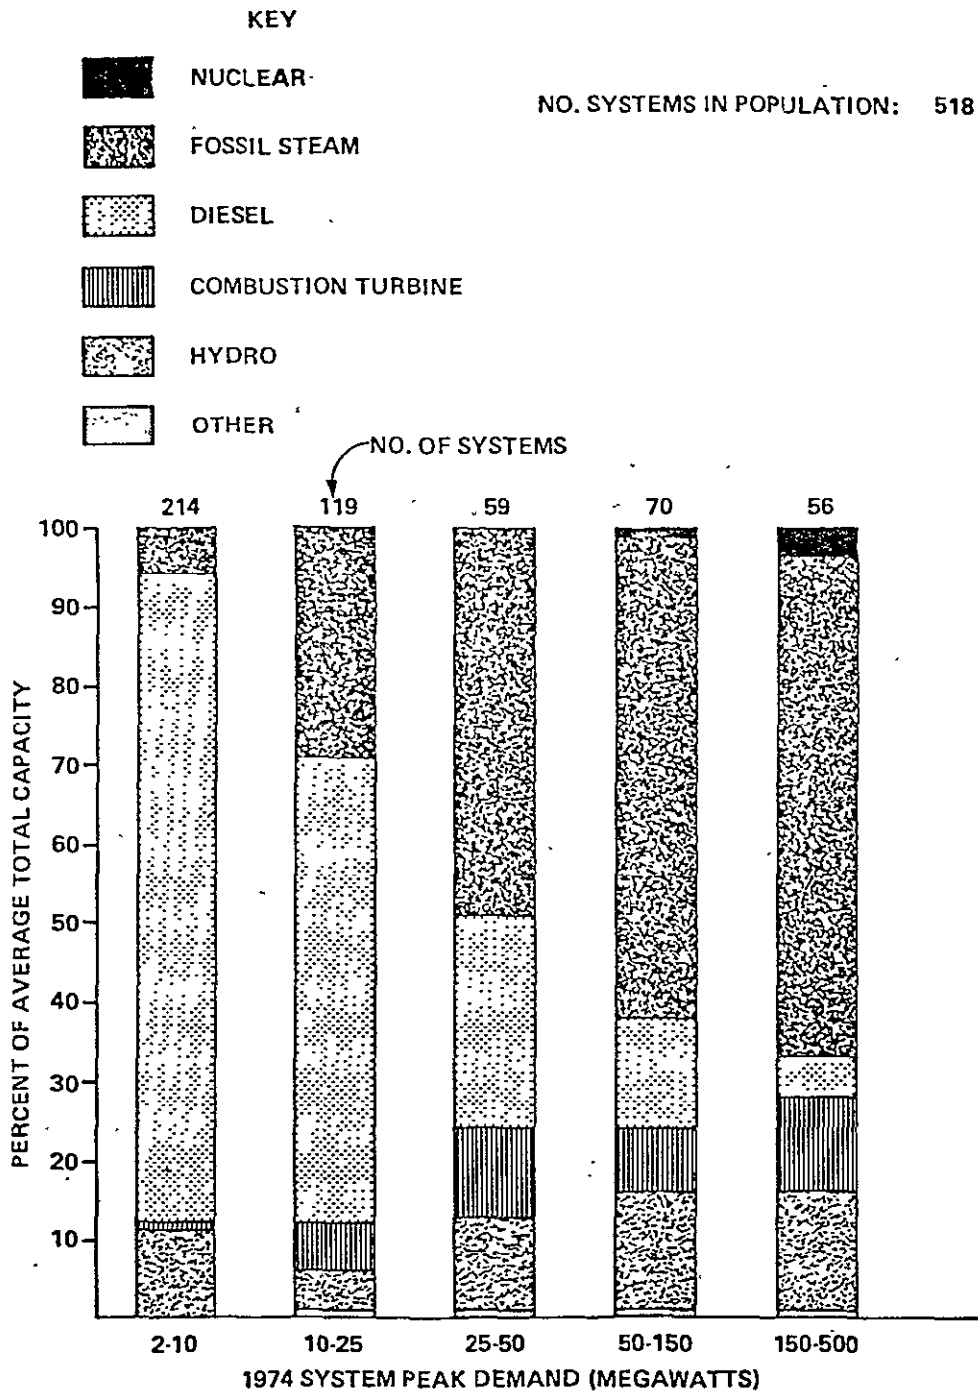 KEY
NUCLEAR
NO. SYSTEMS IN POPULATION: 518
FOSSIL STEAM
DIESEL
COMBUSTION TURBINE
HYDRO
OTHER
NO. OF SYSTEMS
214 119 59 70 56
100
90
80
70
60
50
40
30
20
10
PERCENT OF AVERAGE TOTAL CAPACITY
2-10 10-25 25-50 50-150 150-500
1974 SYSTEM PEAK DEMAND (MEGAWATTS)